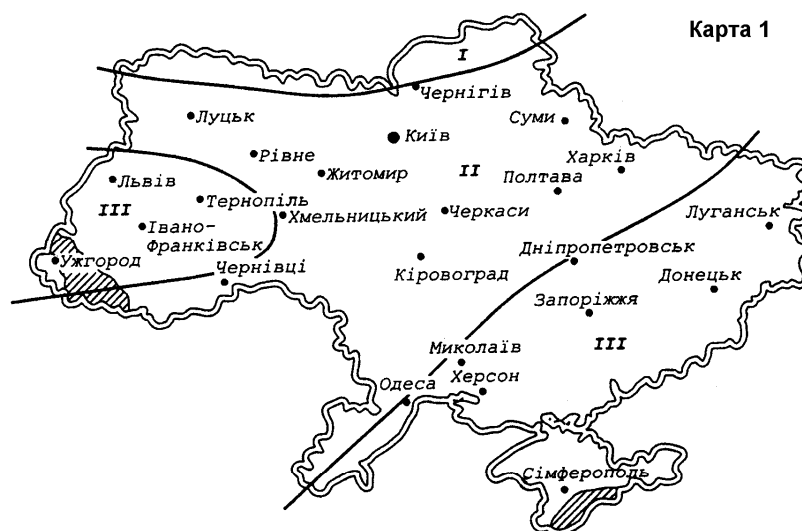 Карта 1
I
Чернігів
Луцьк
Суми
Київ
Рівне
II
Харків
Житомир
Львів
Полтава
Тернопіль
III
Хмельницький
Черкаси
Луганськ
Івано-
Франківськ
Ужгород
Дніпропетровськ
Чернівці
Кіровоград
Донецьк
Запоріжжя
III
Миколаїв
Одеса
Херсон
Сімферополь